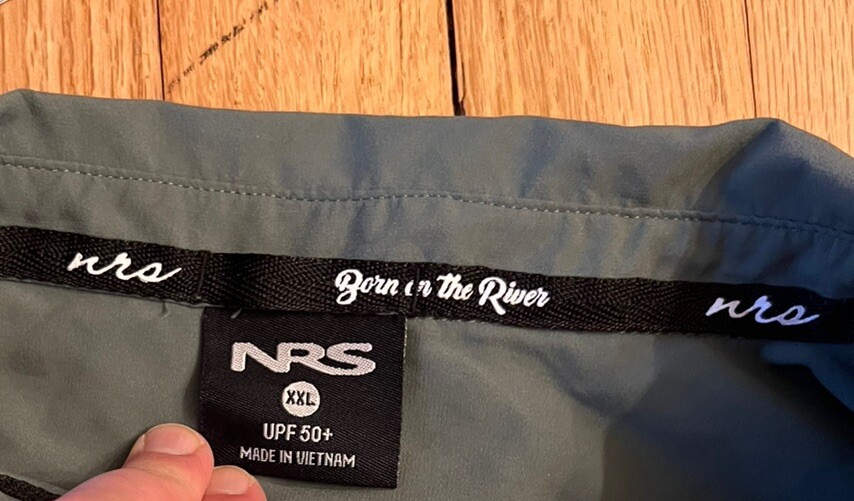 nrs Born on the River nrs
NRS
XXL
UPF 50+
MADE IN VIETNAM